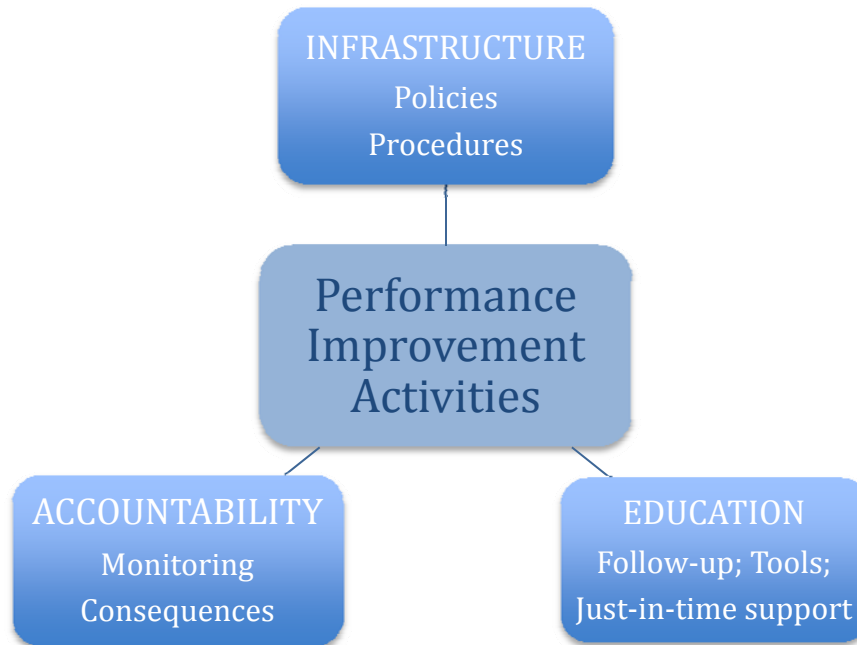 INFRASTRUCTURE
Policies
Procedures
Performance
Improvement
Activities
ACCOUNTABILITY
Monitoring
Consequences
EDUCATION
Follow-up; Tools;
Just-in-time support